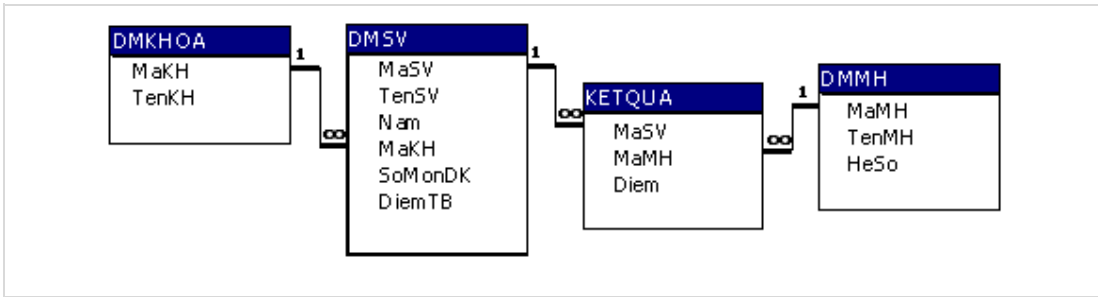 DMKHOA
MaKH
TenKH
1
∞
DMSV
MaSV
TenSV
Nam
MaKH
SoMonDK
DiemTB
1
∞
KETQUA
MaSV
MaMH
Diem
1
∞
DMMH
MaMH
TenMH
HeSo